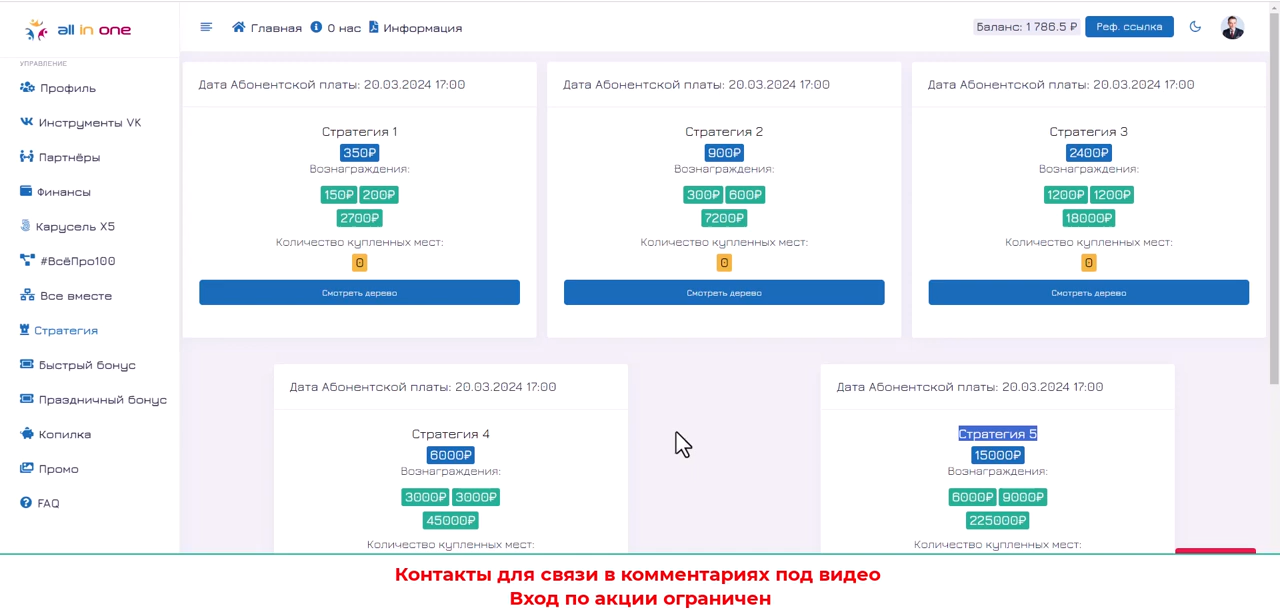 all in one
Главная О нас Информация
Баланс: 1 786.5 ₽ Реф. ссылка
УПРАВЛЕНИЕ
Профиль
Инструменты VK
Партнёры
Финансы
Карусель Х5
#ВсёПро100
Все вместе
Стратегия
Быстрый бонус
Праздничный бонус
Копилка
Промо
FAQ
Дата Абонентской платы: 20.03.2024 17:00
Стратегия 1
350₽
Вознаграждения:
150₽ 200₽
2700₽
Количество купленных мест:
0
Смотреть дерево
Дата Абонентской платы: 20.03.2024 17:00
Стратегия 2
900₽
Вознаграждения:
300₽ 600₽
7200₽
Количество купленных мест:
0
Смотреть дерево
Дата Абонентской платы: 20.03.2024 17:00
Стратегия 3
2400₽
Вознаграждения:
1200₽ 1200₽
18000₽
Количество купленных мест:
0
Смотреть дерево
Дата Абонентской платы: 20.03.2024 17:00
Стратегия 4
6000₽
Вознаграждения:
3000₽ 3000₽
45000₽
Количество купленных мест:
Дата Абонентской платы: 20.03.2024 17:00
Стратегия 5
15000₽
Вознаграждения:
6000₽ 9000₽
225000₽
Количество купленных мест:
Контакты для связи в комментариях под видео
Вход по акции ограничен